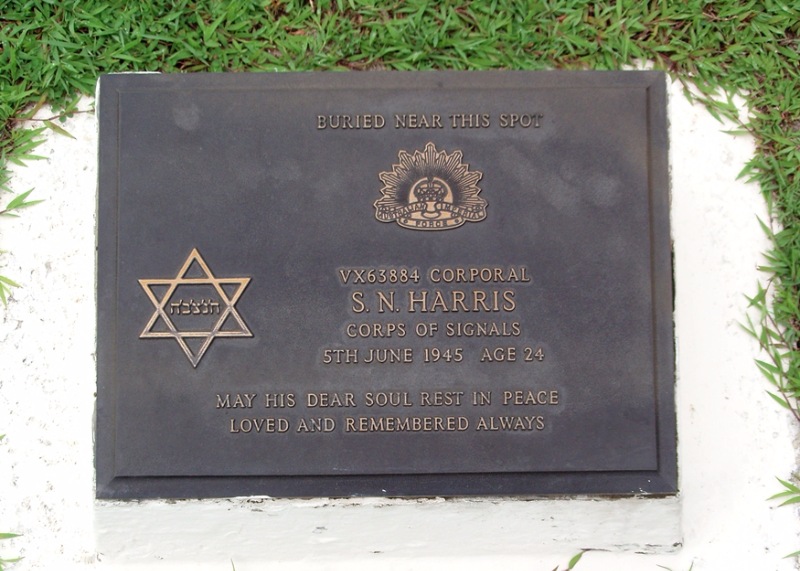 BURIED NEAR THIS SPOT
AUSTRALIAN IMPERIAL
FORCE
VX63884 CORPORAL
S. N. HARRIS
CORPS OF SIGNALS
5TH JUNE 1945 AGE 24
ת'נ'צ'ב'ה
MAY HIS DEAR SOUL REST IN PEACE
LOVED AND REMEMBERED ALWAYS